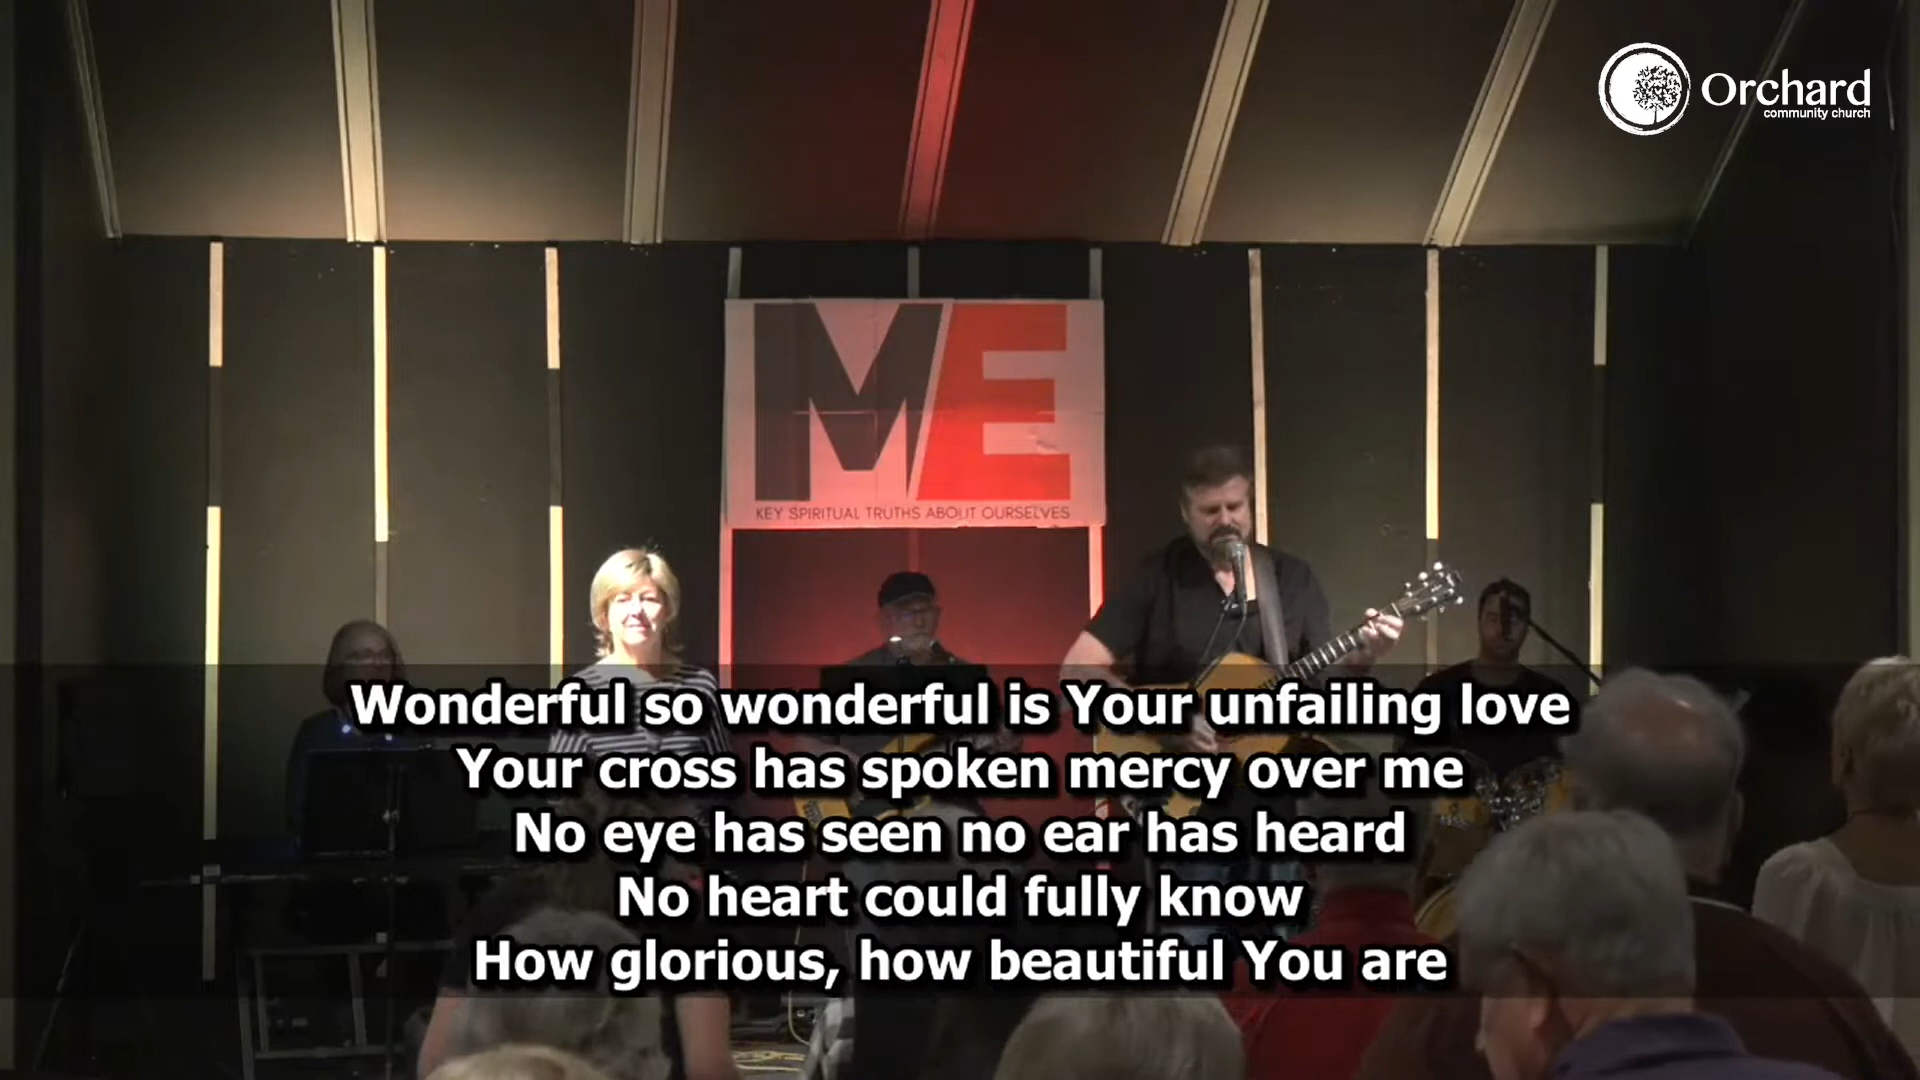 Orchard
community church
ME
KEY SPIRITUAL TRUTHS ABOUT OURSELVES
Wonderful so wonderful is Your unfailing love
Your cross has spoken mercy over me
No eye has seen no ear has heard
No heart could fully know
How glorious, how beautiful You are